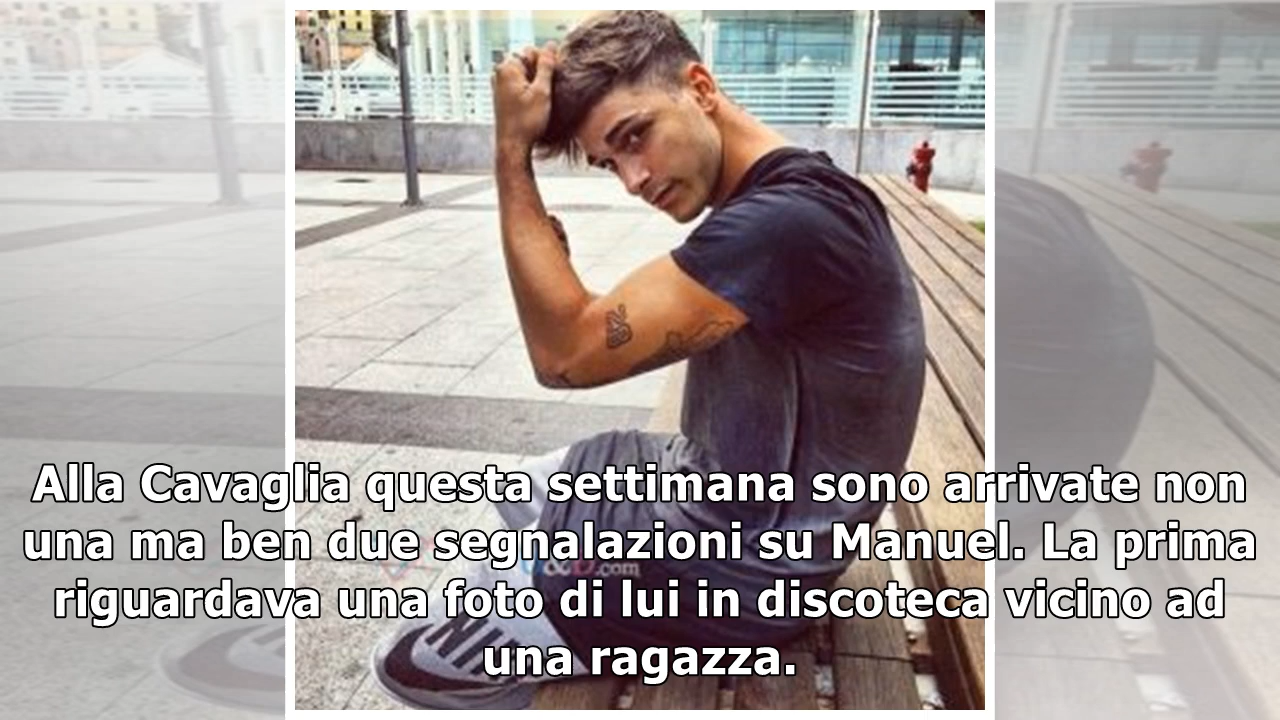 Alla Cavaglia questa settimana sono arrivate non
una ma ben due segnalazioni su Manuel. La prima
riguardava una foto di lui in discoteca vicino ad
una ragazza.
.com